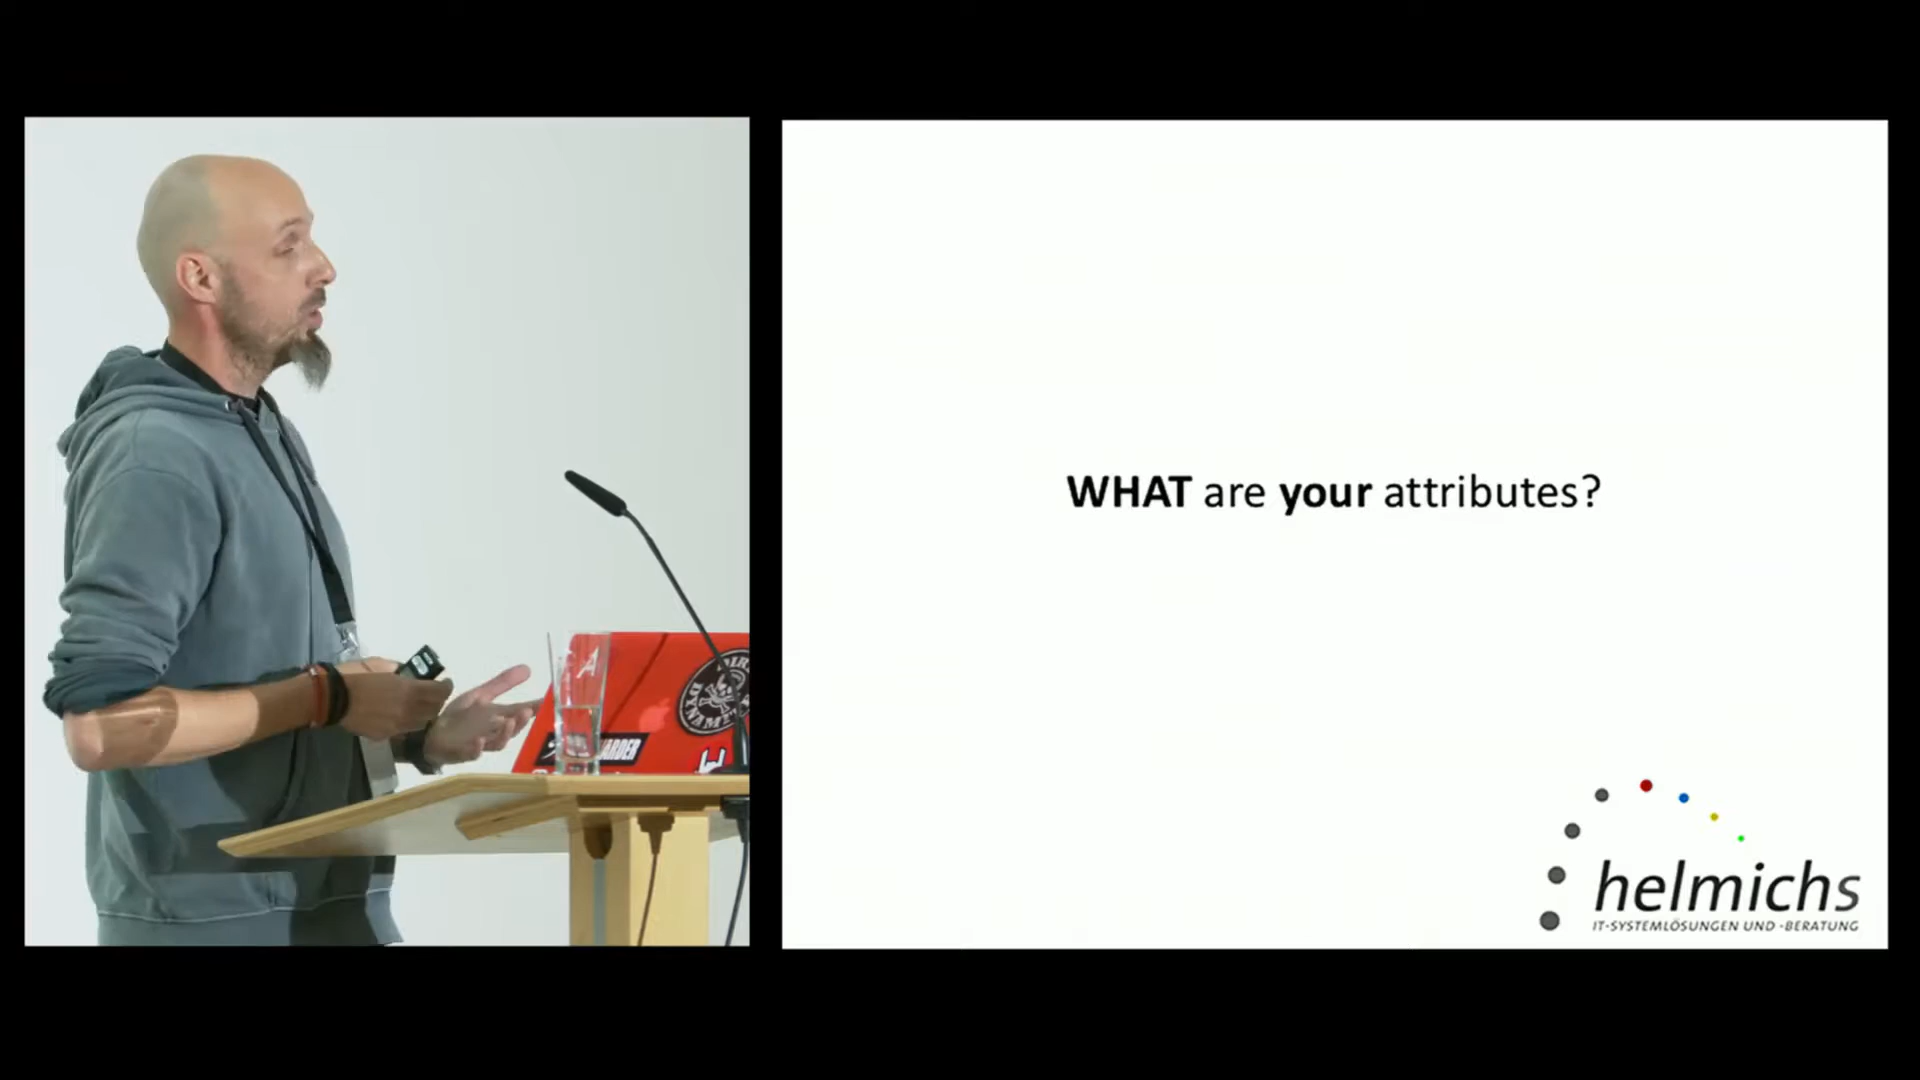 WHAT are your attributes?
helmichs
IT-SYSTEMLÖSUNGEN UND -BERATUNG